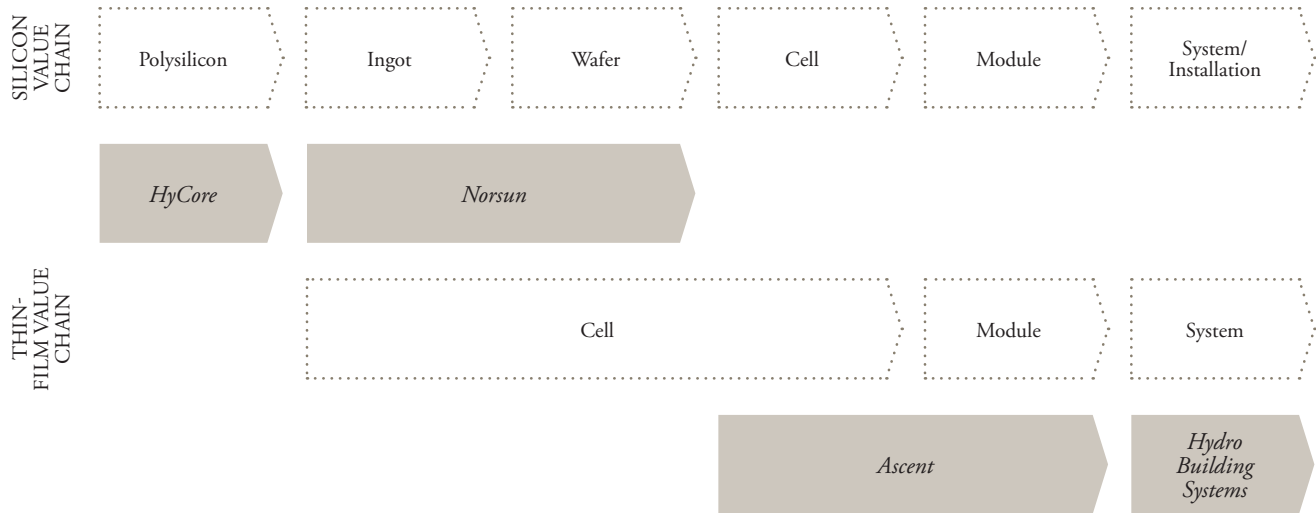 SILICON
VALUE
CHAIN
Polysilicon
Ingot
Wafer
Cell
Module
System/
Installation
HyCore
Norsun
THIN-
FILM VALUE
CHAIN
Cell
Module
System
Ascent
Hydro
Building
Systems